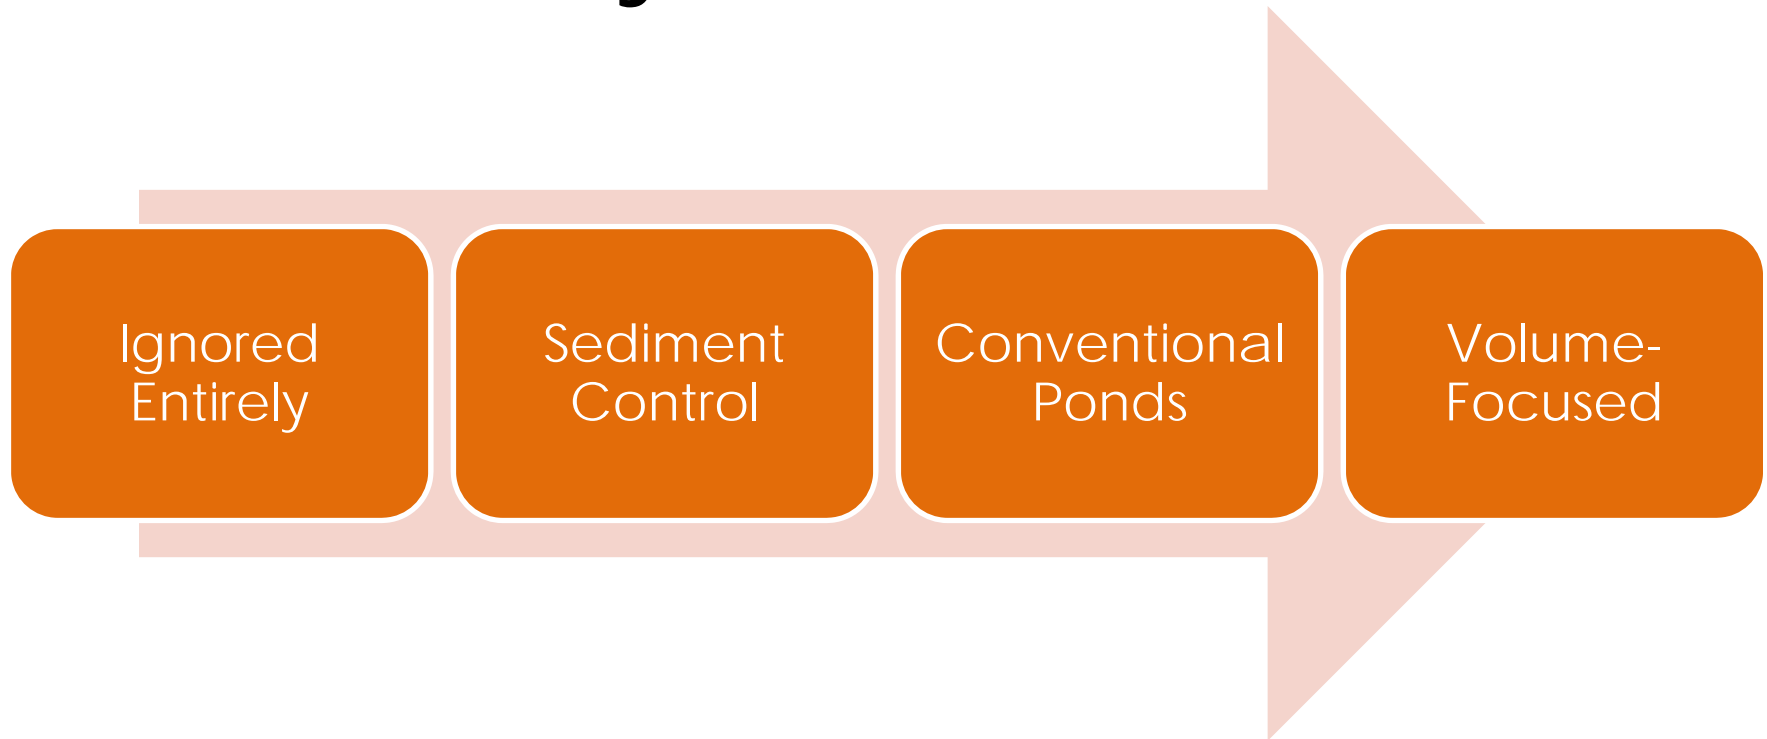 Ignored
Entirely
Sediment
Control
Conventional
Ponds
Volume-
Focused